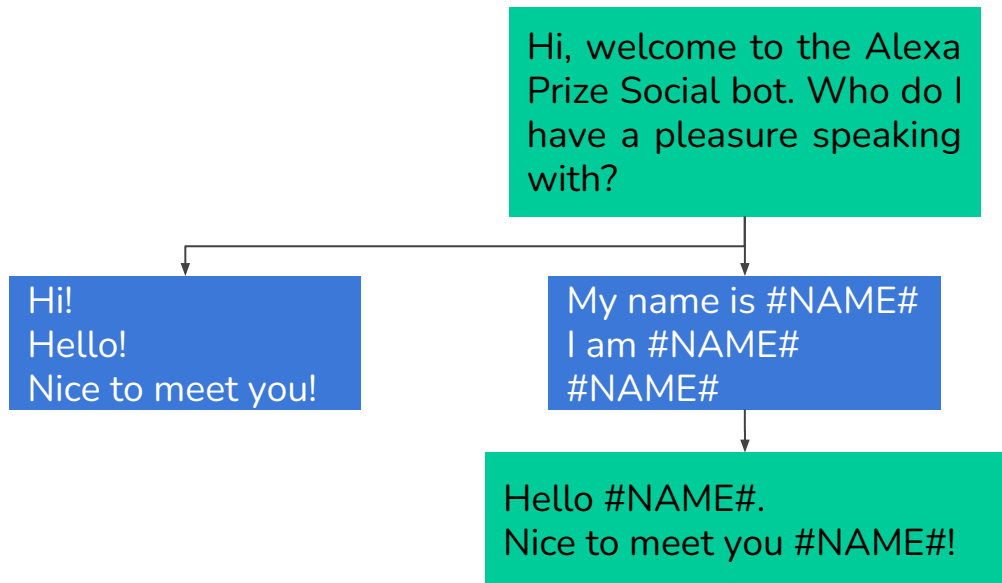 Hi, welcome to the Alexa
Prize Social bot. Who do I
have a pleasure speaking
with?
Hi!
Hello!
Nice to meet you!
My name is #NAME#
I am #NAME#
#NAME#
Hello #NAME#.
Nice to meet you #NAME#!